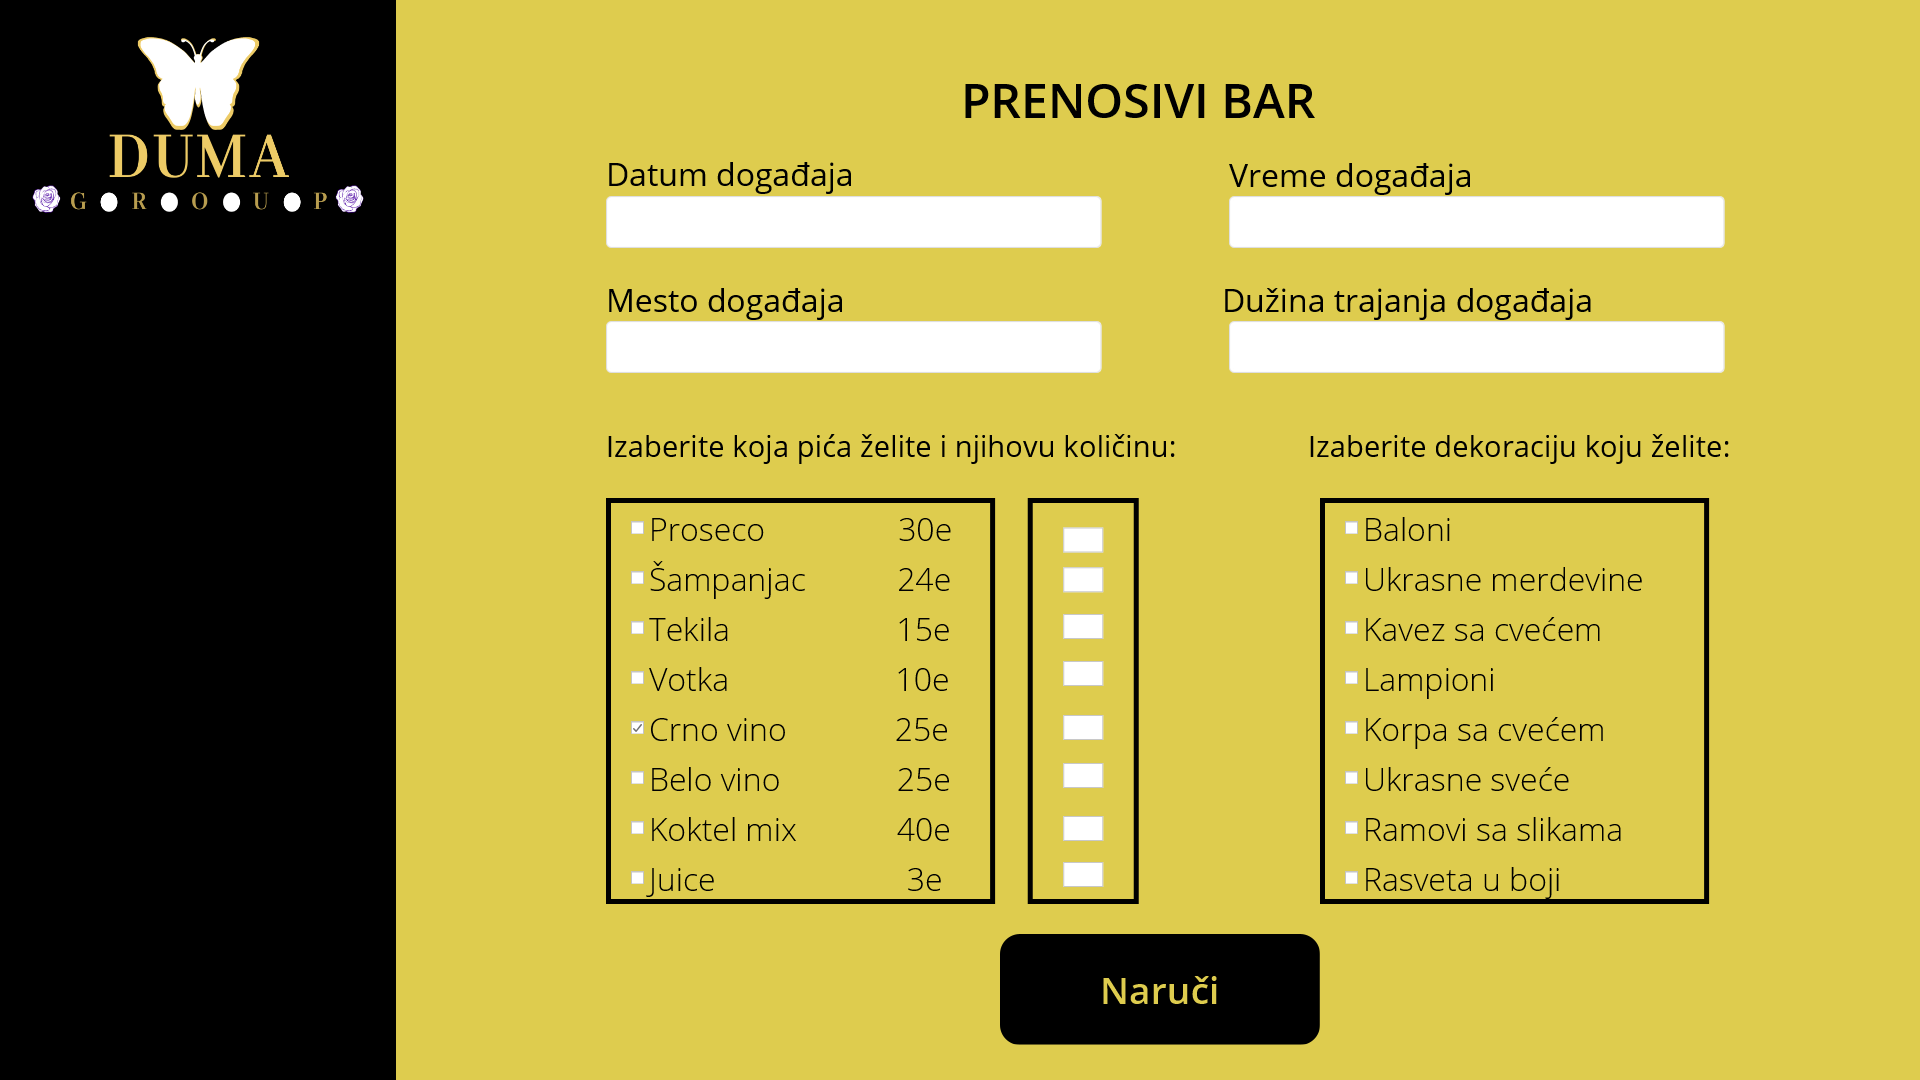 DUMA
G R O U P
PRENOSIVI BAR
Datum događaja
Vreme događaja
Mesto događaja
Dužina trajanja događaja
Izaberite koja pića želite i njihovu količinu:
Proseco 30e
Šampanjac 24e
Tekila 15e
Votka 10e
Crno vino 25e
Belo vino 25e
Koktel mix 40e
Juice 3e
Izaberite dekoraciju koju želite:
Baloni
Ukrasne merdevine
Kavez sa cvećem
Lampioni
Korpa sa cvećem
Ukrasne sveće
Ramovi sa slikama
Rasveta u boji
Naruči